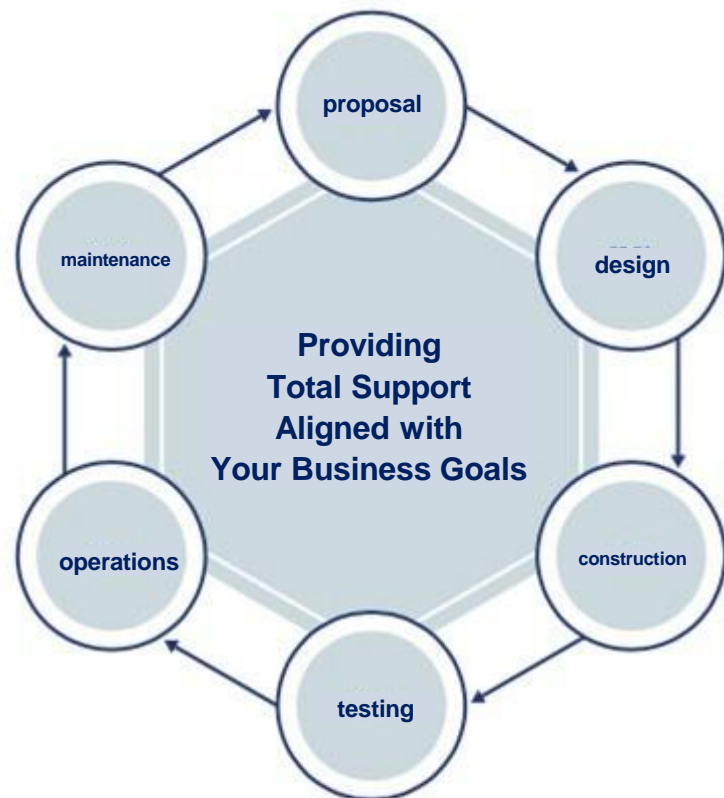 proposal
design
construction
testing
operations
maintenance
Providing
Total Support
Aligned with
Your Business Goals